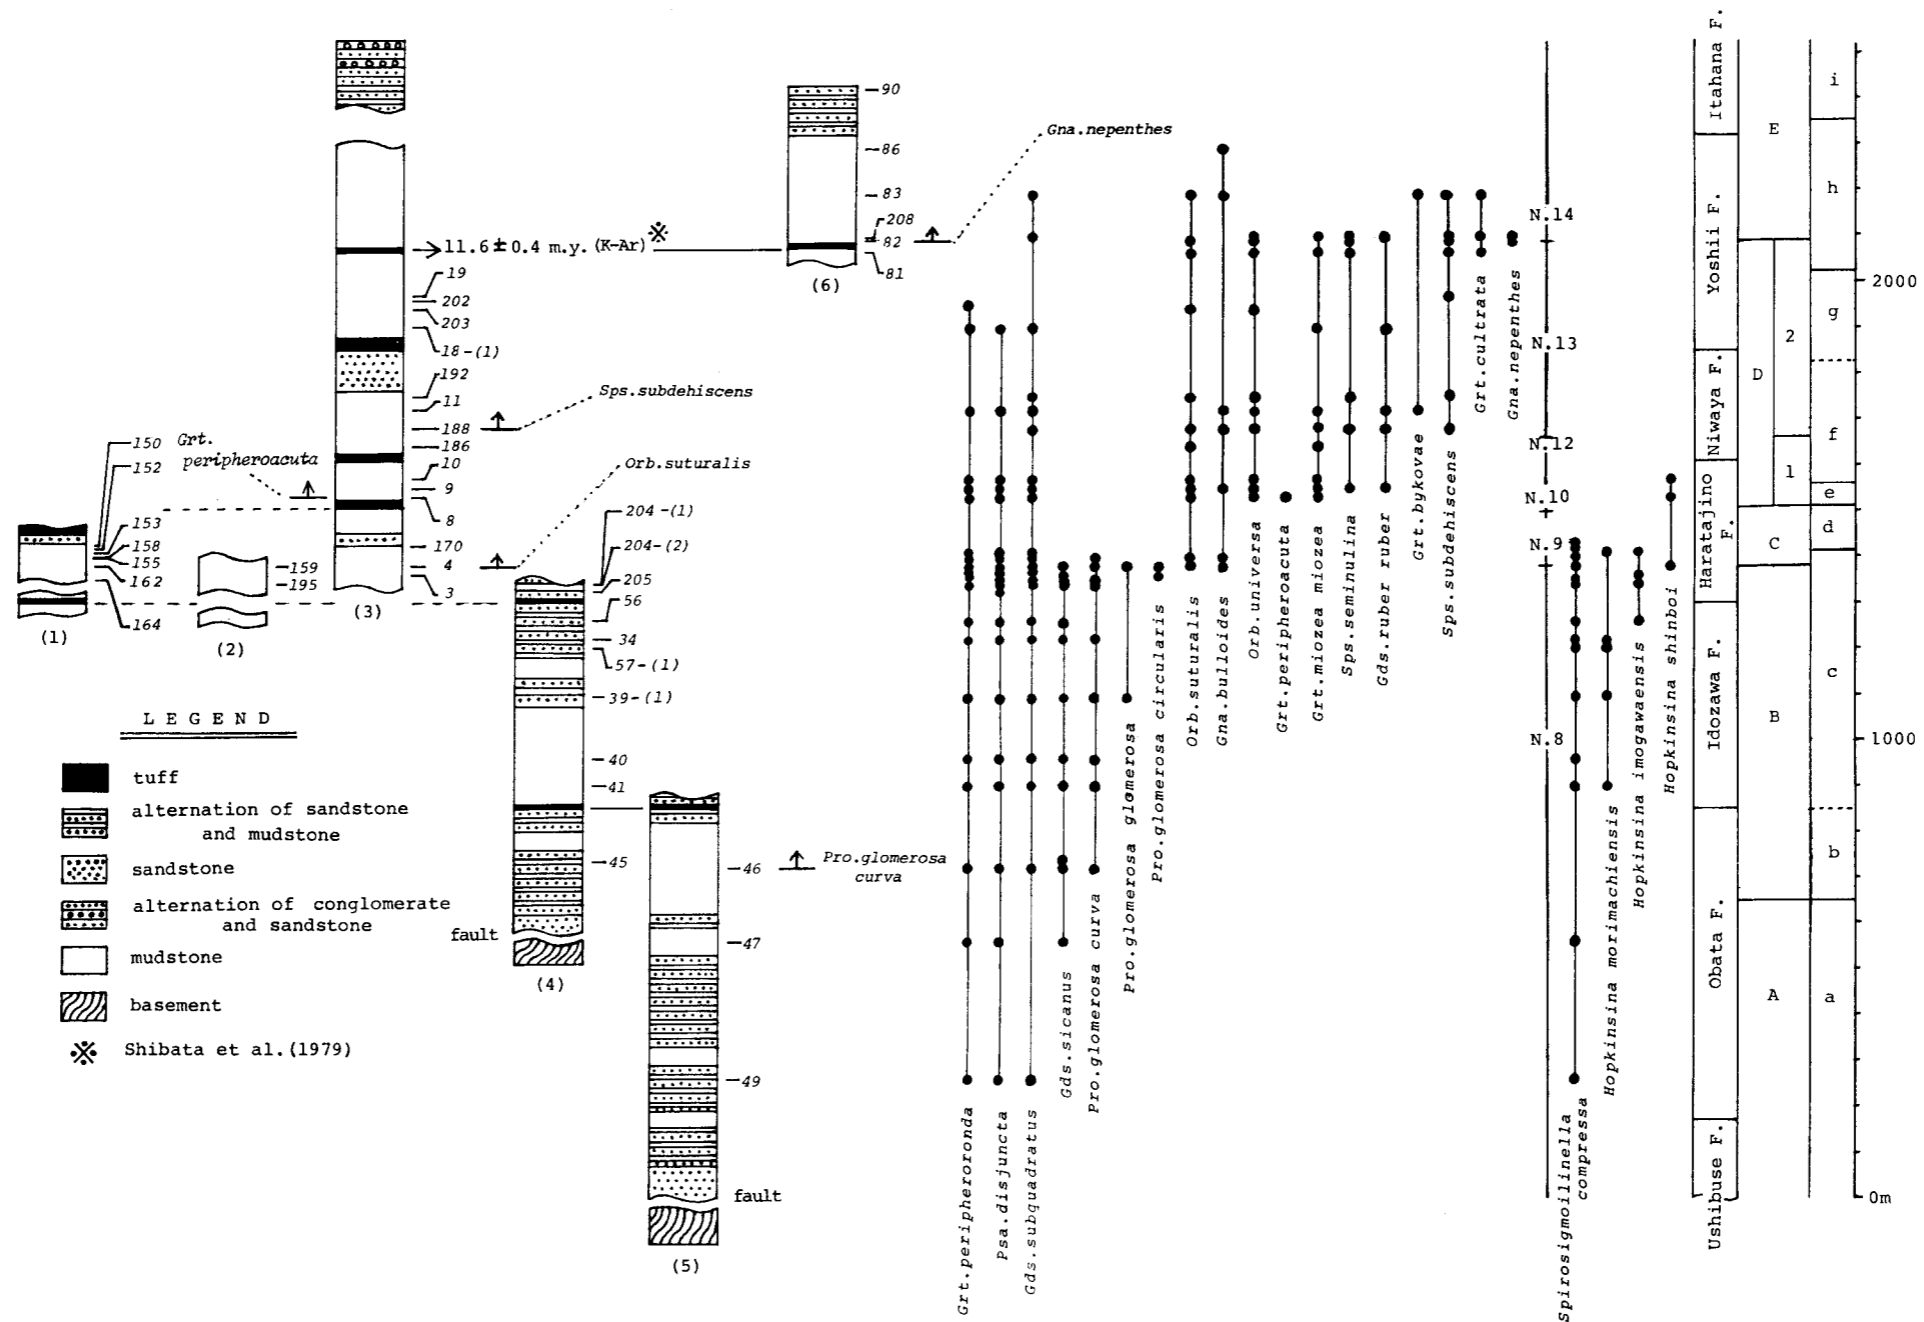 90
86
83
208
82
81
(6)
Gna.nepenthes
11.6 ± 0.4 m.y. (K-Ar) ※
19
202
203
18-(1)
192
11
188
186
10
9
8
170
4
3
(3)
Sps.subdehiscens
Orb.suturalis
Grt.
peripheroacuta
150
152
153
158
155
162
164
(1)
159
195
(2)
204-(1)
204-(2)
205
56
34
57-(1)
39-(1)
40
41
45
fault
(4)
46
47
49
fault
(5)
Pro.glomerosa
curva
LEGEND
tuff
alternation of sandstone
and mudstone
sandstone
alternation of conglomerate
and sandstone
mudstone
basement
※ Shibata et al.(1979)
Grt.peripheroronda
Psa.disjuncta
Gds.subquadratus
Gds.sicanus
Pro.glomerosa curva
Pro.glomerosa glomerosa
Pro.glomerosa circularis
Orb.suturalis
Gna.bulloides
Orb.universa
Grt.peripheroacuta
Grt.miozea miozea
Sps.seminulina
Gds.ruber ruber
Grt.bykovae
Sps.subdehiscens
Grt.cultrata
Gna.nepenthes
N.14
N.13
N.12
N.10
N.9
N.8
Spirosigmoilinella
compressa
Hopkinsina morimachiensis
Hopkinsina imogawaensis
Hopkinsina shinboi
Itahana F.
Yoshii F.
Niwaya F.
Haratajino
F.
Idozawa F.
Obata F.
Ushibuse F.
E
D
2
1
C
B
A
i
h
g
f
e
d
c
b
a
2000
1000
0m